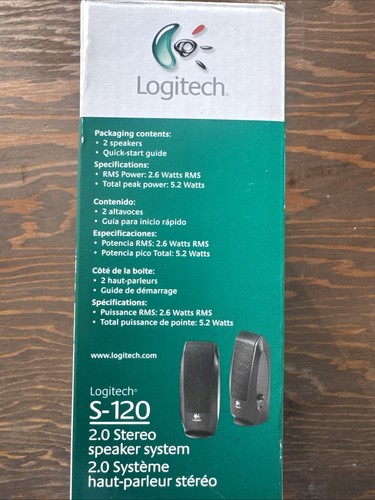 Logitech®
Packaging contents:
• 2 speakers
• Quick-start guide
Specifications:
• RMS Power: 2.6 Watts RMS
• Total peak power: 5.2 Watts
Contenido:
• 2 altavoces
• Guía para inicio rápido
Especificaciones:
• Potencia RMS: 2.6 Watts RMS
• Potencia pico Total: 5.2 Watts
Côté de la boîte:
• 2 haut-parleurs
• Guide de démarrage
Spécifications:
• Puissance RMS: 2.6 Watts RMS
• Total puissance de pointe: 5.2 Watts
www.logitech.com
Logitech®
S-120
2.0 Stereo
speaker system
2.0 Système
haut-parleur stéréo